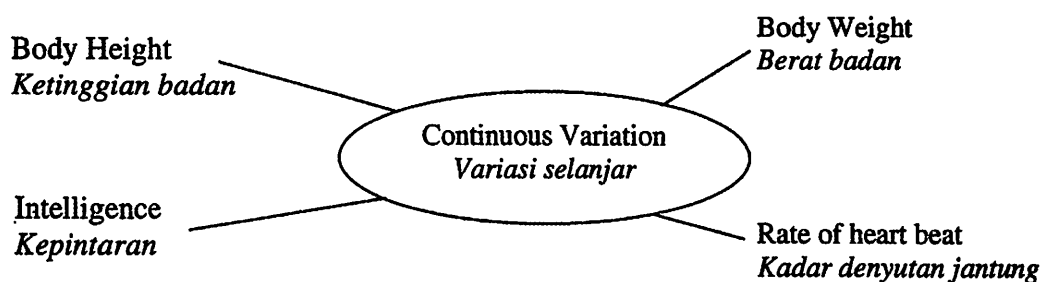 Body Height
Ketinggian badan
Body Weight
Berat badan
Continuous Variation
Variasi selanjar
Intelligence
Kepintaran
Rate of heart beat
Kadar denyutan jantung